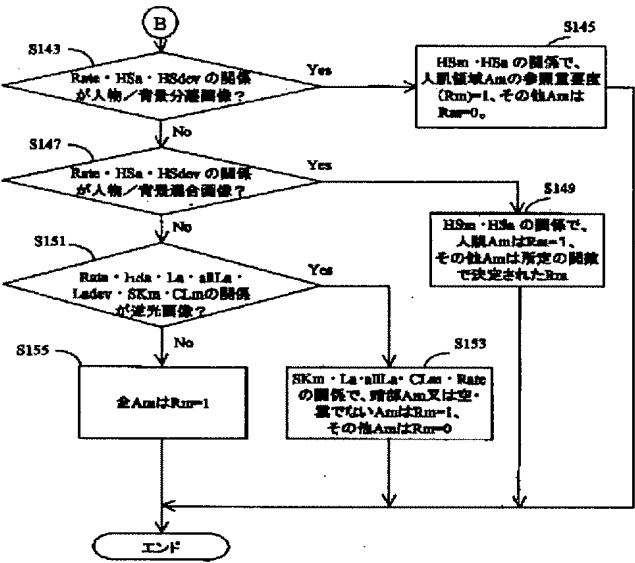 B
S143
Rate・HSa・HSdevの関係
が人物／背景分離画像？
Yes
No
S145
HSm・HSaの関係で、
人肌領域Amの参照重要度
(Rm)=1、その他Amは
Rm=0。
S147
Rate・HSa・HSdevの関係
が人物／背景混合画像？
Yes
No
S149
HSm・HSaの関係で、
人肌AmはRm=1、
その他Amは所定の関数
で決定されたRm
S151
Rate・HSa・La・allLa・
Ladev・SKm・CLmの関係
が逆光画像？
Yes
No
S153
SKm・La・allLa・CLm・Rate
の関係で、暗部Am又は空・
雲でないAmはRm=1、
その他AmはRm=0
S155
全AmはRm=1
エンド